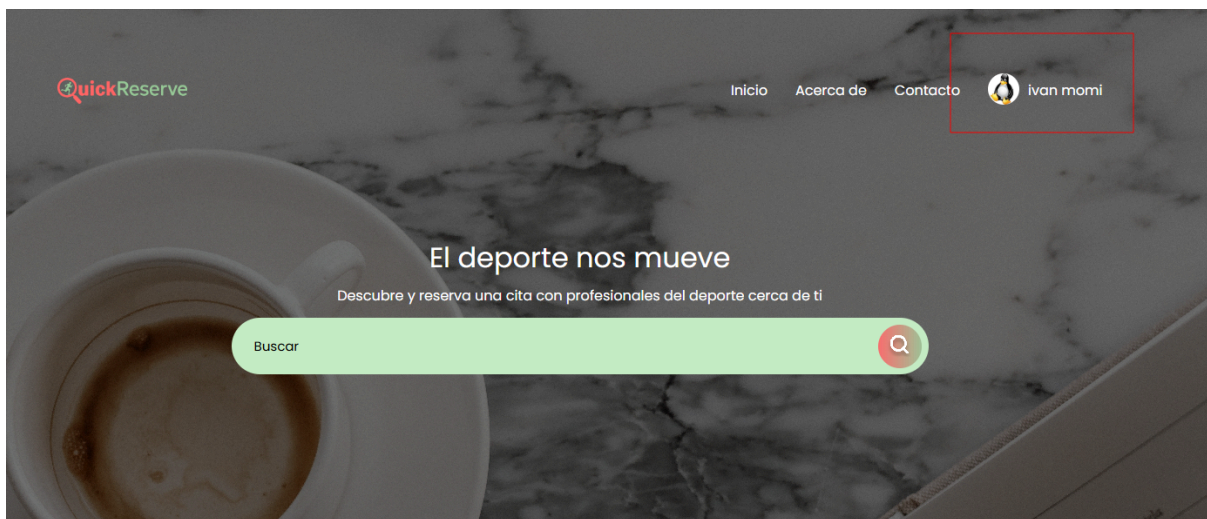 QuickReserve
Inicio Acerca de Contacto ivan momi
El deporte nos mueve
Descubre y reserva una cita con profesionales del deporte cerca de ti
Buscar